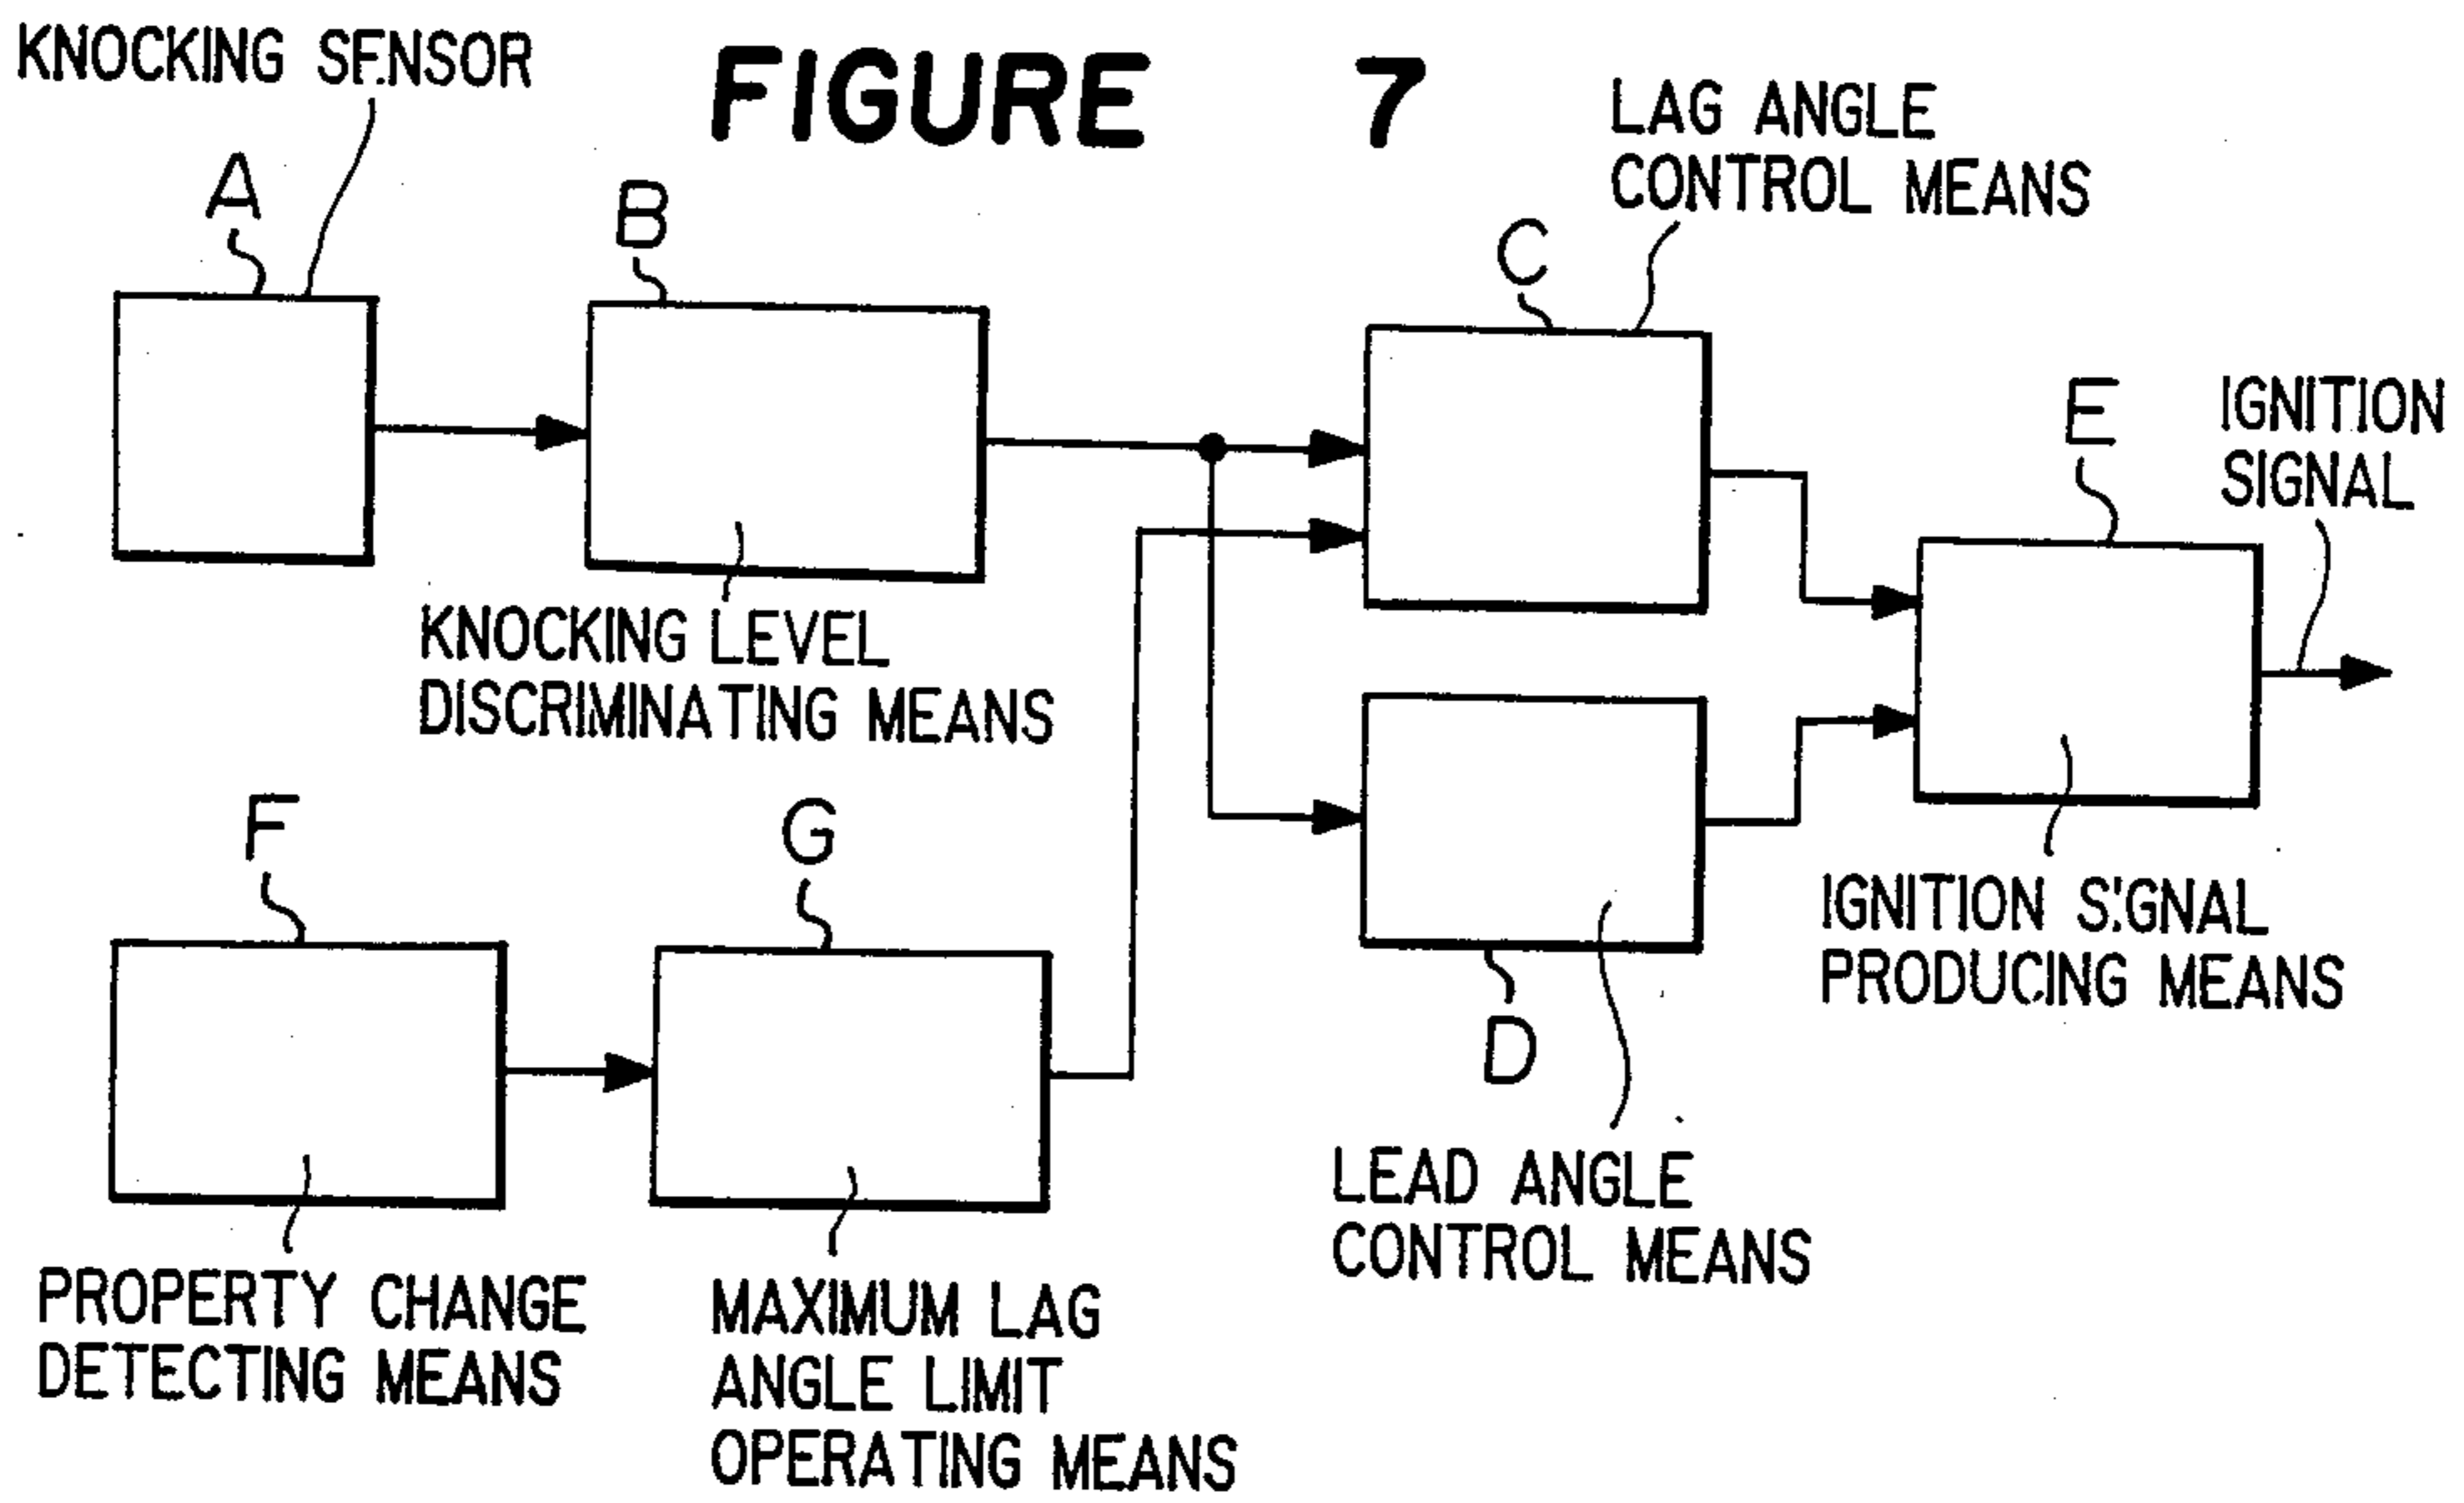 KNOCKING SENSOR
FIGURE 7
LAG ANGLE
CONTROL MEANS
A
B
C
E
IGNITION
SIGNAL
KNOCKING LEVEL
DISCRIMINATING MEANS
F
G
IGNITION SIGNAL
PRODUCING MEANS
D
LEAD ANGLE
CONTROL MEANS
PROPERTY CHANGE
DETECTING MEANS
MAXIMUM LAG
ANGLE LIMIT
OPERATING MEANS